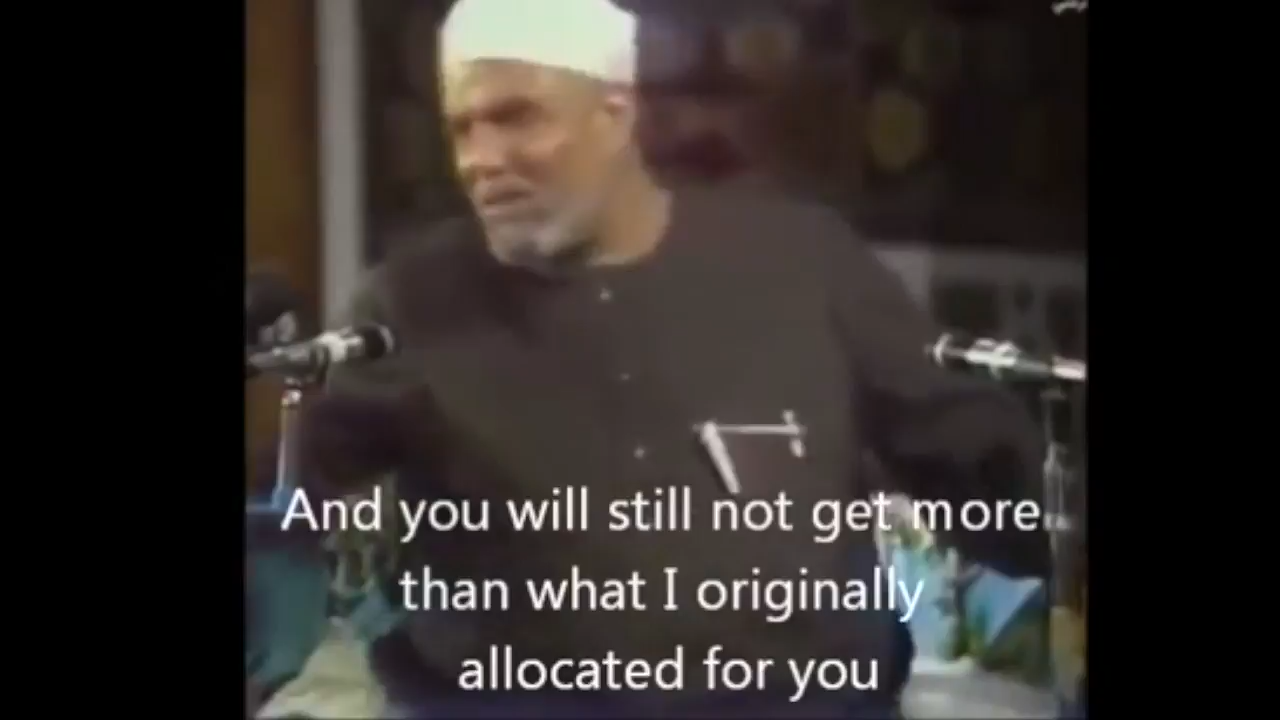 And you will still not get more
than what I originally
allocated for you